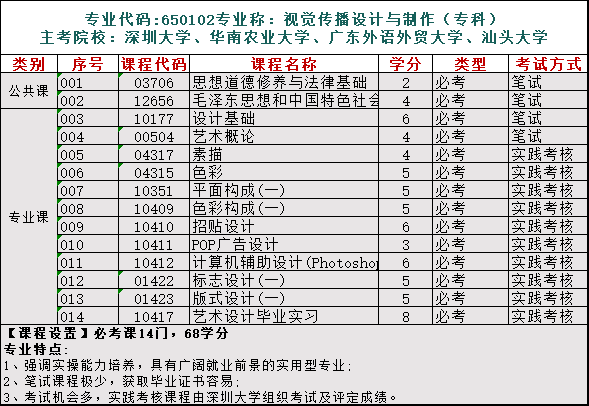 专业代码:650102专业称：视觉传播设计与制作（专科）
主考院校：深圳大学、华南农业大学、广东外语外贸大学、汕头大学
类别 序号 课程代码 课程名称 学分 类型 考试方式
公共课 001 03706 思想道德修养与法律基础 2 必考 笔试
002 12656 毛泽东思想和中国特色社会 4 必考 笔试
专业课 003 10177 设计基础 6 必考 笔试
004 00504 艺术概论 4 必考 笔试
005 04317 素描 4 必考 实践考核
006 04315 色彩 5 必考 实践考核
007 10351 平面构成(一) 5 必考 实践考核
008 10409 色彩构成(一) 5 必考 实践考核
009 10410 招贴设计 6 必考 实践考核
010 10411 POP广告设计 3 必考 实践考核
011 10412 计算机辅助设计(Photoshop 6 必考 实践考核
012 01422 标志设计(一) 5 必考 实践考核
013 01423 版式设计(一) 5 必考 实践考核
014 10417 艺术设计毕业实习 8 必考 实践考核
【课程设置】必考课14门，68学分
专业特点:
1、强调实操能力培养，具有广阔就业前景的实用型专业;
2、笔试课程极少，获取毕业证书容易;
3、考试机会多，实践考核课程由深圳大学组织考试及评定成绩。